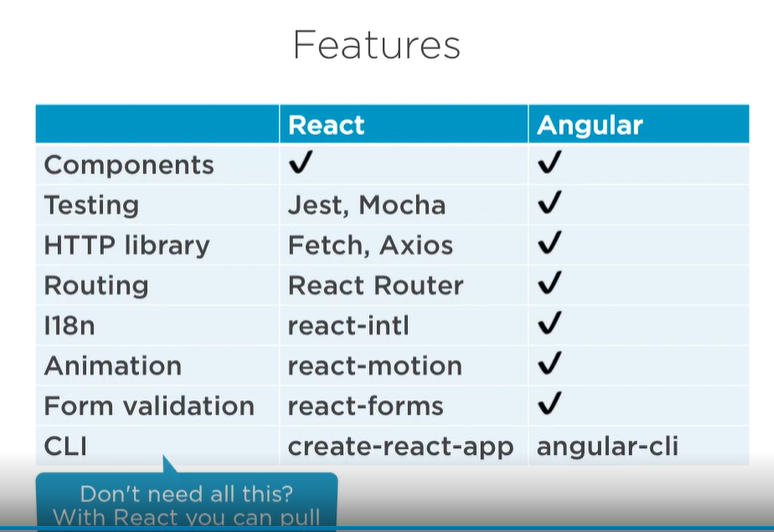 Features
React Angular
Components ✓ ✓
Testing Jest, Mocha ✓
HTTP library Fetch, Axios ✓
Routing React Router ✓
I18n react-intl ✓
Animation react-motion ✓
Form validation react-forms ✓
CLI create-react-app angular-cli
Don't need all this?
With React you can pull